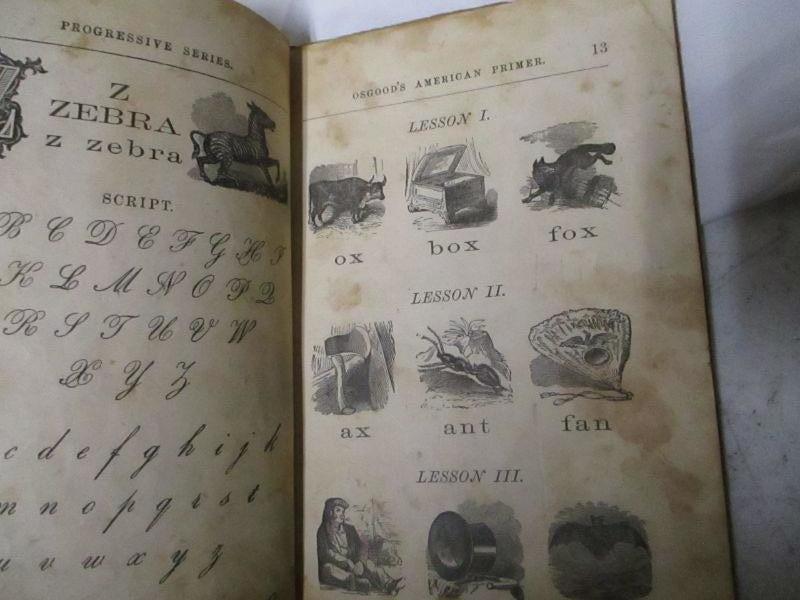 PROGRESSIVE SERIES.
Z
Z
ZEBRA
z zebra
SCRIPT.
B C D E F G H I
K L M N O P Q
R S T U V W
X Y Z
c d e f g h i j k
m n o p q r s t
u v w x y z
OSGOOD'S AMERICAN PRIMER. 13
LESSON I.
ox box fox
LESSON II.
ax ant fan
LESSON III.